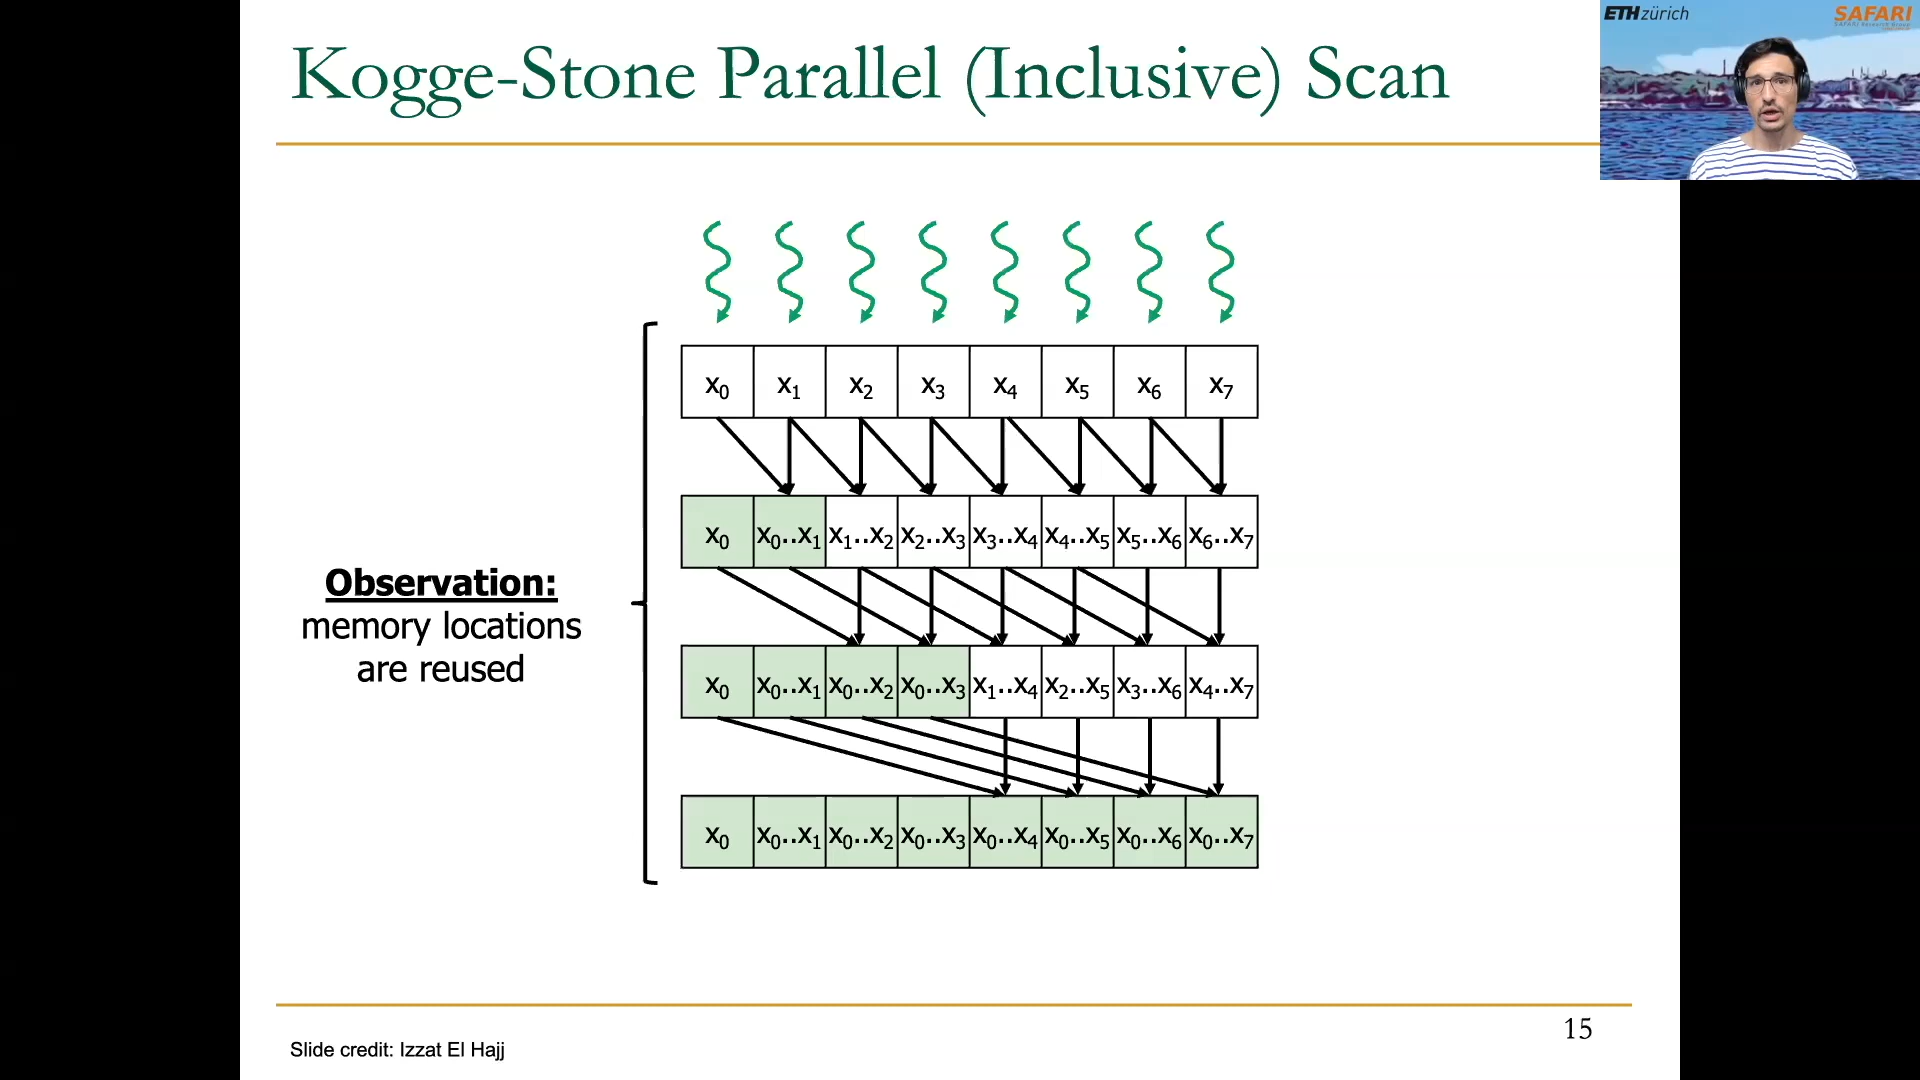 Kogge-Stone Parallel (Inclusive) Scan
ETH zürich
SAFARI
x0 x1 x2 x3 x4 x5 x6 x7
x0 x0..x1 x1..x2 x2..x3 x3..x4 x4..x5 x5..x6 x6..x7
Observation:
memory locations
are reused
x0 x0..x1 x0..x2 x0..x3 x1..x4 x2..x5 x3..x6 x4..x7
x0 x0..x1 x0..x2 x0..x3 x0..x4 x0..x5 x0..x6 x0..x7
15
Slide credit: Izzat El Hajj